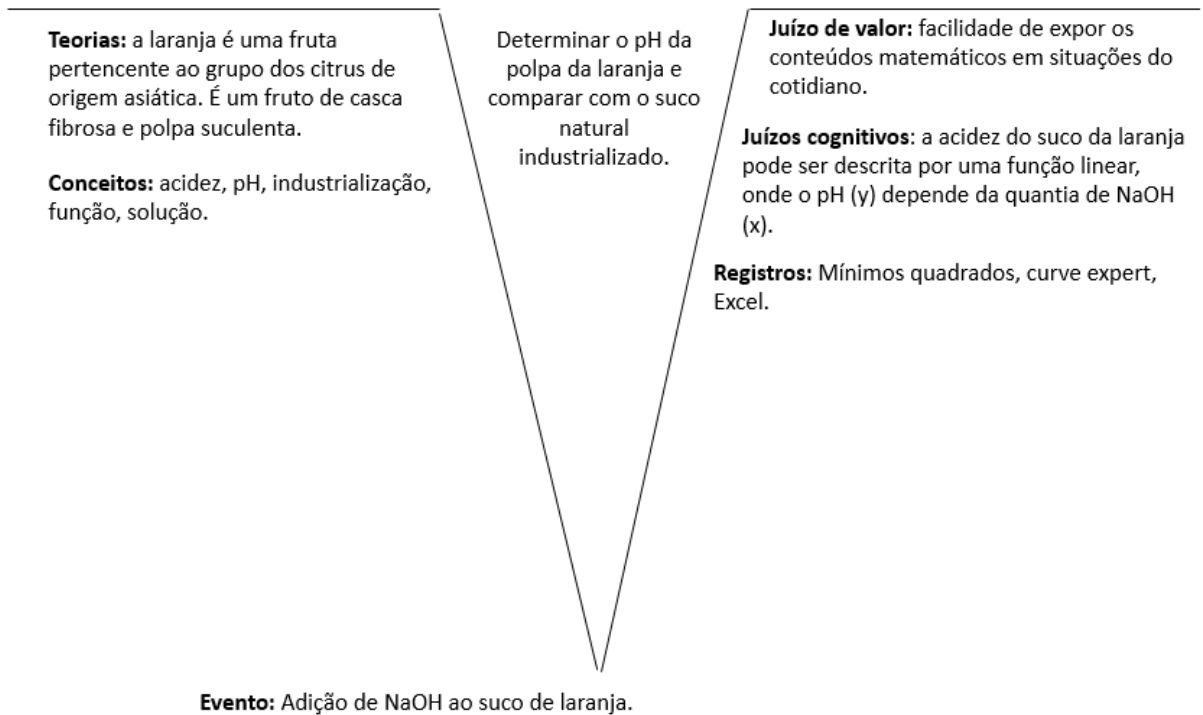 Teorias: a laranja é uma fruta
pertencente ao grupo dos citrus de
origem asiática. É um fruto de casca
fibrosa e polpa suculenta.
Conceitos: acidez, pH, industrialização,
função, solução.
Determinar o pH da
polpa da laranja e
comparar com o suco
natural
industrializado.
Juízo de valor: facilidade de expor os
conteúdos matemáticos em situações do
cotidiano.
Juízos cognitivos: a acidez do suco da laranja
pode ser descrita por uma função linear,
onde o pH (y) depende da quantia de NaOH
(x).
Registros: Mínimos quadrados, curve expert,
Excel.
Evento: Adição de NaOH ao suco de laranja.